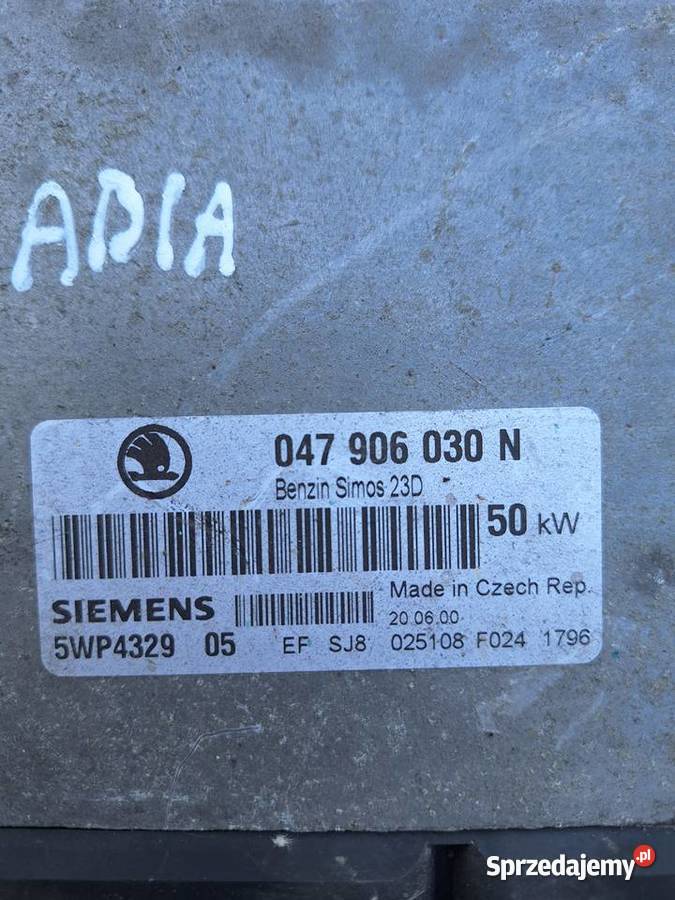 ADIA
047 906 030 N
Benzin Simos 23D
50 kW
SIEMENS
Made in Czech Rep.
20.06.00
5WP4329 05 EF SJ8 025108 F024 1796
Sprzedajemy.pl